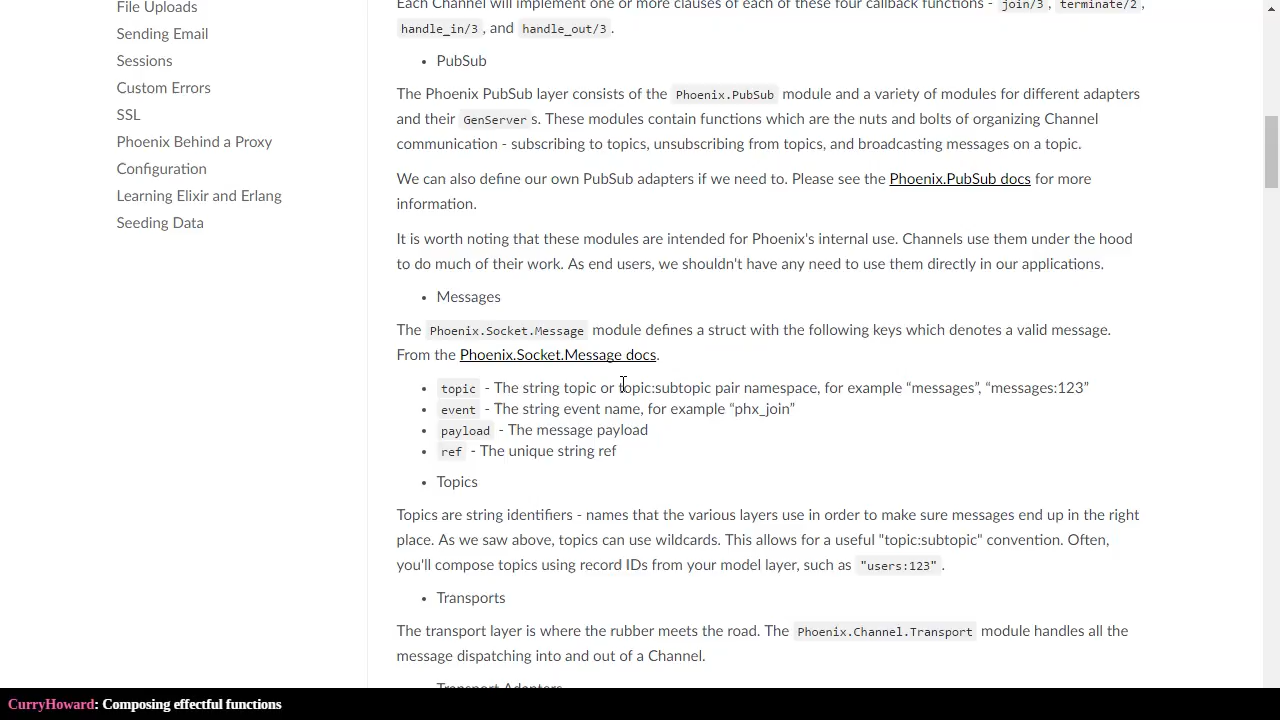 File Uploads
Sending Email
Sessions
Custom Errors
SSL
Phoenix Behind a Proxy
Configuration
Learning Elixir and Erlang
Seeding Data
Each Channel will implement one or more clauses of each of these four callback functions - join/3, terminate/2,
handle_in/3, and handle_out/3.
• PubSub
The Phoenix PubSub layer consists of the Phoenix.PubSub module and a variety of modules for different adapters
and their GenServers. These modules contain functions which are the nuts and bolts of organizing Channel
communication - subscribing to topics, unsubscribing from topics, and broadcasting messages on a topic.
We can also define our own PubSub adapters if we need to. Please see the Phoenix.PubSub docs for more
information.
It is worth noting that these modules are intended for Phoenix's internal use. Channels use them under the hood
to do much of their work. As end users, we shouldn't have any need to use them directly in our applications.
• Messages
The Phoenix.Socket.Message module defines a struct with the following keys which denotes a valid message.
From the Phoenix.Socket.Message docs.
• topic - The string topic or topic:subtopic pair namespace, for example “messages”, “messages:123”
• event - The string event name, for example “phx_join”
• payload - The message payload
• ref - The unique string ref
• Topics
Topics are string identifiers - names that the various layers use in order to make sure messages end up in the right
place. As we saw above, topics can use wildcards. This allows for a useful "topic:subtopic" convention. Often,
you'll compose topics using record IDs from your model layer, such as "users:123".
• Transports
The transport layer is where the rubber meets the road. The Phoenix.Channel.Transport module handles all the
message dispatching into and out of a Channel.
Transport Adapters
CurryHoward: Composing effectful functions